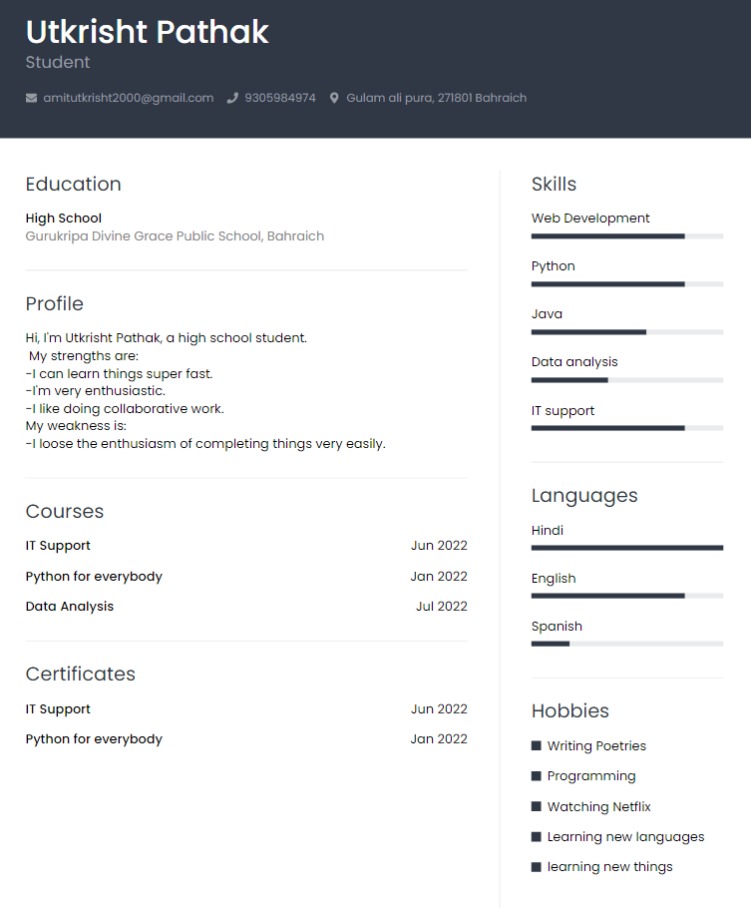 Utkrisht Pathak
Student
amitutkrisht2000@gmail.com 9305984974 Gulam ali pura, 271801 Bahraich
Education
High School
Gurukripa Divine Grace Public School, Bahraich
Profile
Hi, I'm Utkrisht Pathak, a high school student.
My strengths are:
-I can learn things super fast.
-I'm very enthusiastic.
-I like doing collaborative work.
My weakness is:
-I loose the enthusiasm of completing things very easily.
Courses
IT Support Jun 2022
Python for everybody Jan 2022
Data Analysis Jul 2022
Certificates
IT Support Jun 2022
Python for everybody Jan 2022
Skills
Web Development
Python
Java
Data analysis
IT support
Languages
Hindi
English
Spanish
Hobbies
Writing Poetries
Programming
Watching Netflix
Learning new languages
learning new things